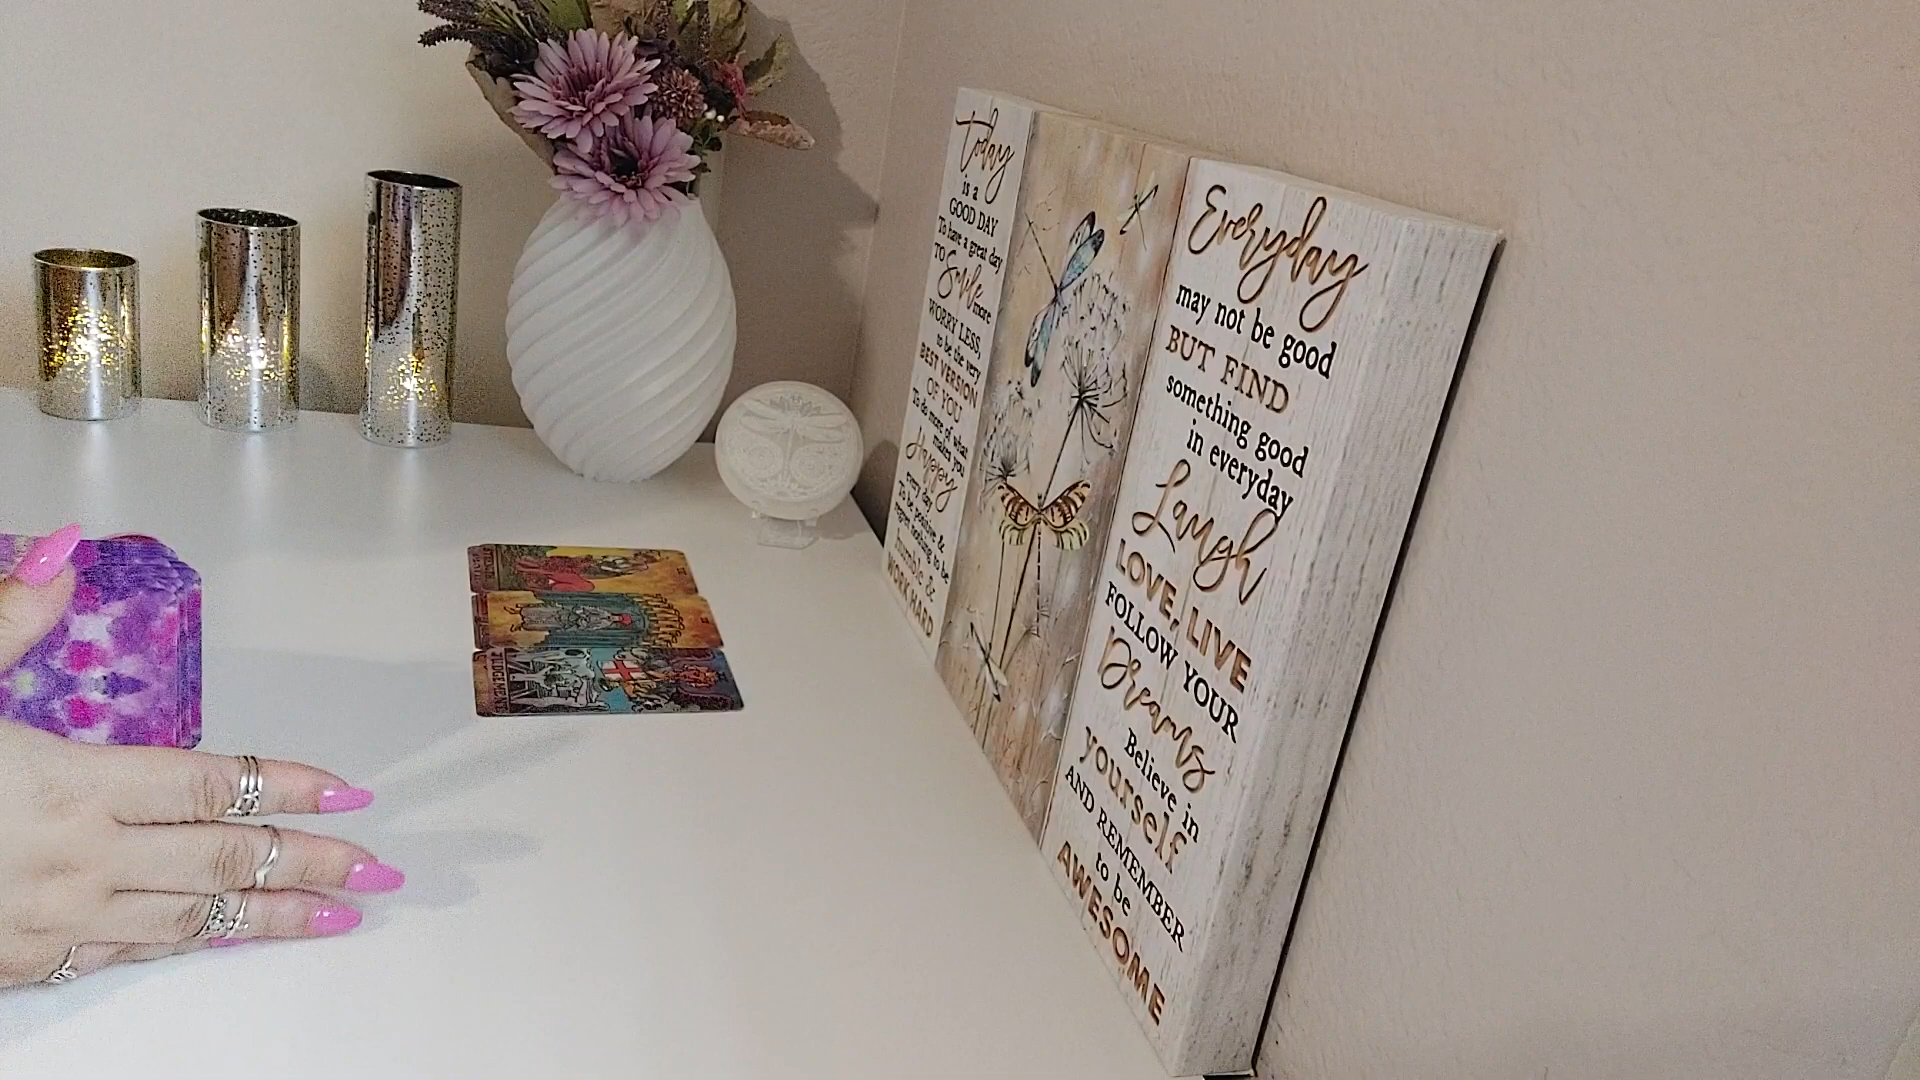 Today
is a
GOOD DAY
To have a great day
TO Smile more
WORRY LESS,
to be the very
BEST VERSION
OF YOU
To do more of what
makes you
Happy
every day
To be positive &
regret nothing to be
humble &
WORK HARD
Everyday
may not be good
BUT FIND
something good
in everyday
Laugh
LOVE, LIVE
FOLLOW YOUR
Dreams
Believe in
yourself
AND REMEMBER
to be
AWESOME
JUDGEMENT